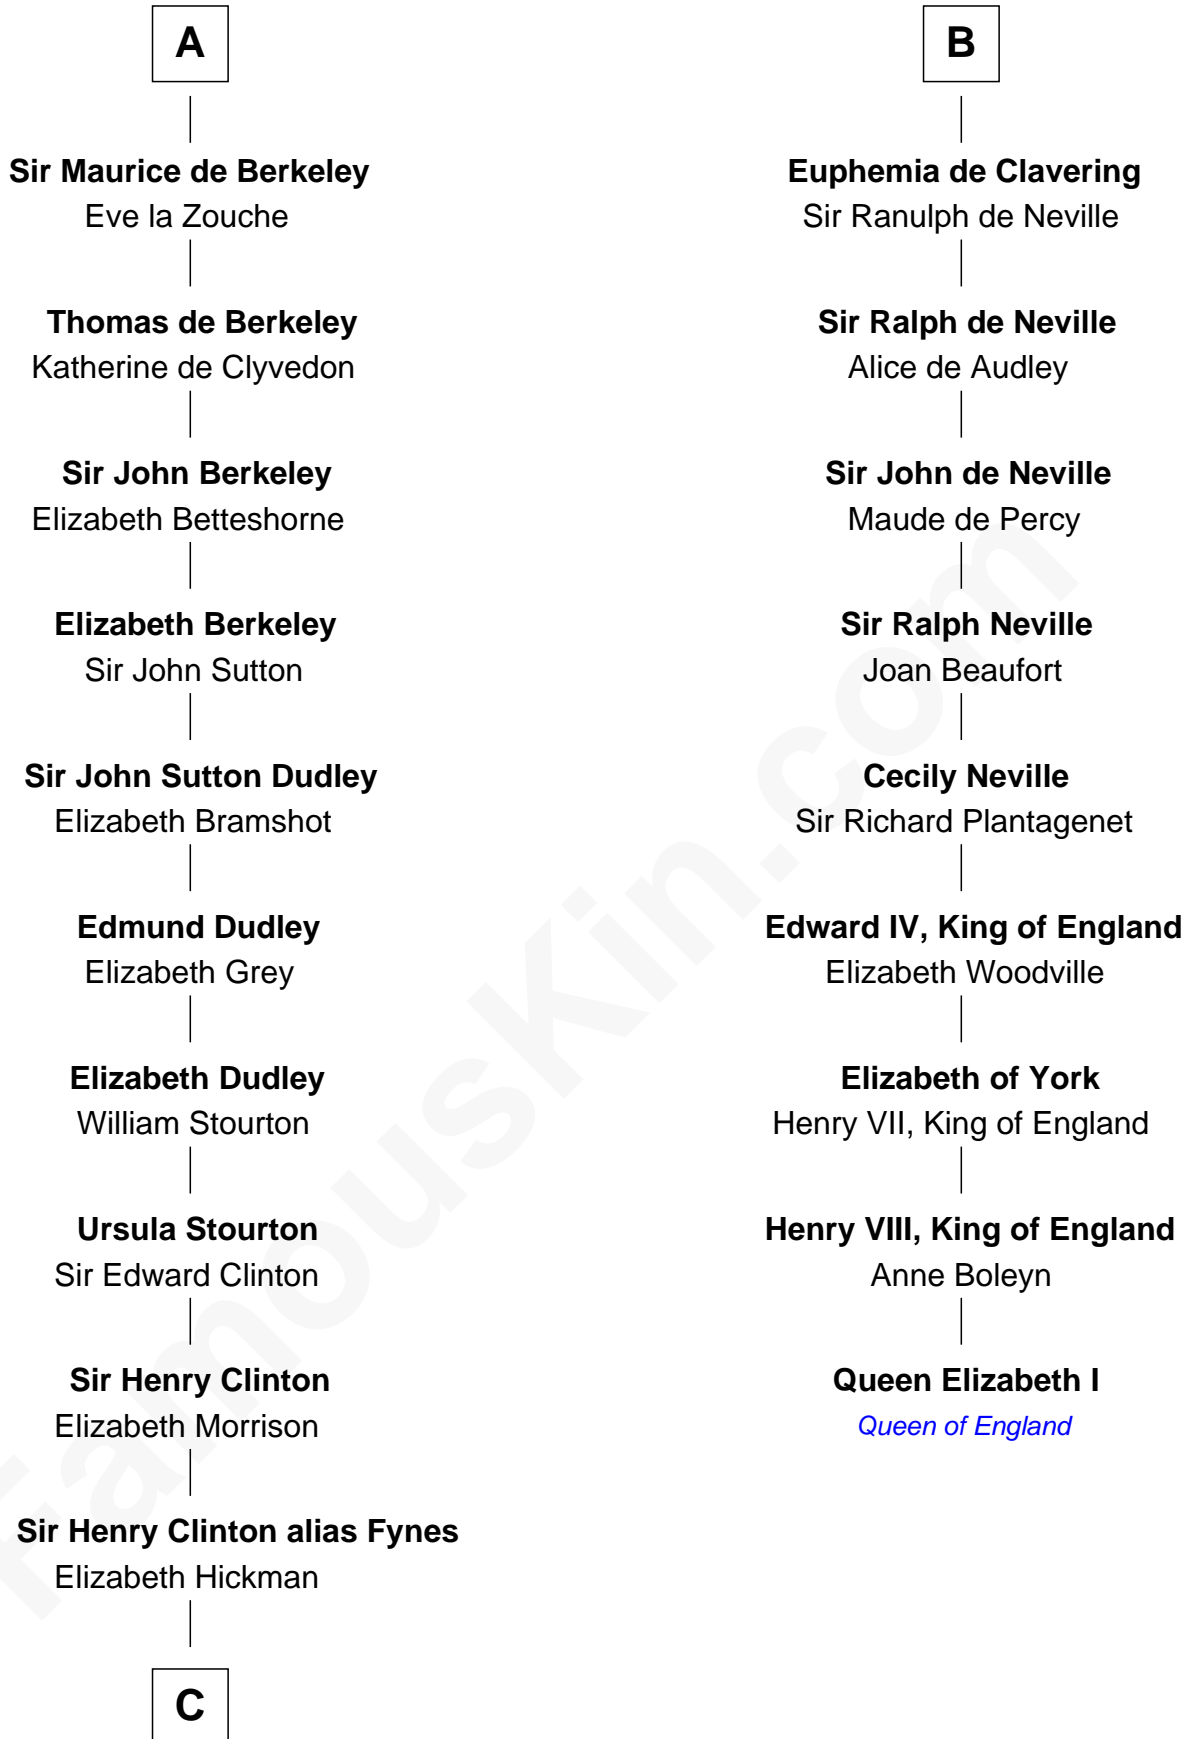 A
Sir Maurice de Berkeley
Eve la Zouche
Thomas de Berkeley
Katherine de Clyvedon
Sir John Berkeley
Elizabeth Betteshorne
Elizabeth Berkeley
Sir John Sutton
Sir John Sutton Dudley
Elizabeth Bramshot
Edmund Dudley
Elizabeth Grey
Elizabeth Dudley
William Stourton
Ursula Stourton
Sir Edward Clinton
Sir Henry Clinton
Elizabeth Morrison
Sir Henry Clinton alias Fynes
Elizabeth Hickman
C
B
Euphemia de Clavering
Sir Ranulph de Neville
Sir Ralph de Neville
Alice de Audley
Sir John de Neville
Maude de Percy
Sir Ralph Neville
Joan Beaufort
Cecily Neville
Sir Richard Plantagenet
Edward IV, King of England
Elizabeth Woodville
Elizabeth of York
Henry VII, King of England
Henry VIII, King of England
Anne Boleyn
Queen Elizabeth I
Queen of England
FamousKin.com